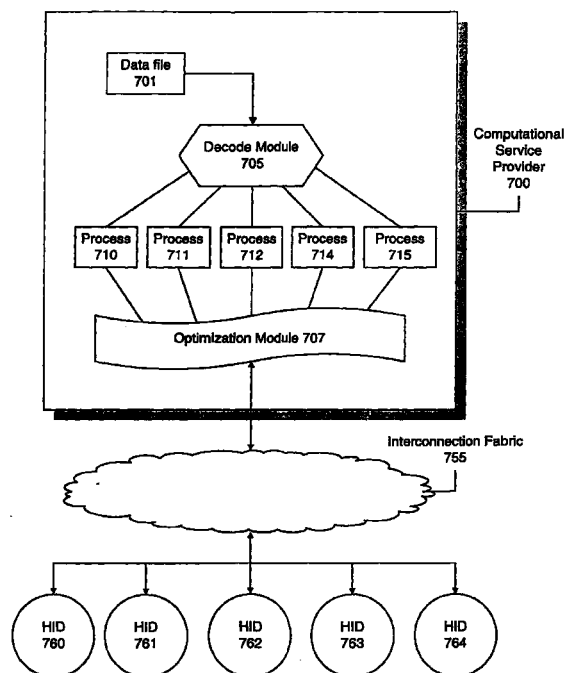 Data file
701
Decode Module
705
Computational
Service
Provider
700
Process
710
Process
711
Process
712
Process
714
Process
715
Optimization Module 707
Interconnection Fabric
755
HID
760
HID
761
HID
762
HID
763
HID
764